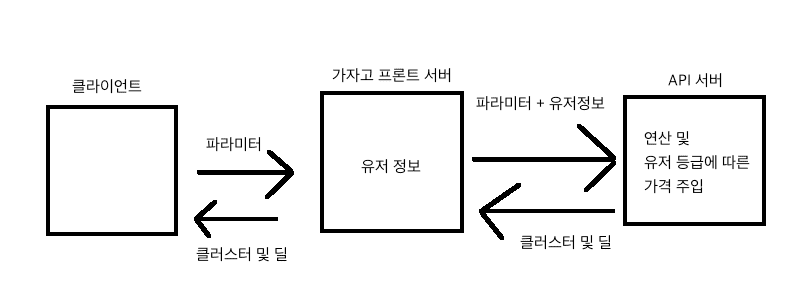 클라이언트
가자고 프론트 서버
API 서버
파라미터
파라미터 + 유저정보
유저 정보
연산 및
유저 등급에 따른
가격 주입
클러스터 및 딜
클러스터 및 딜